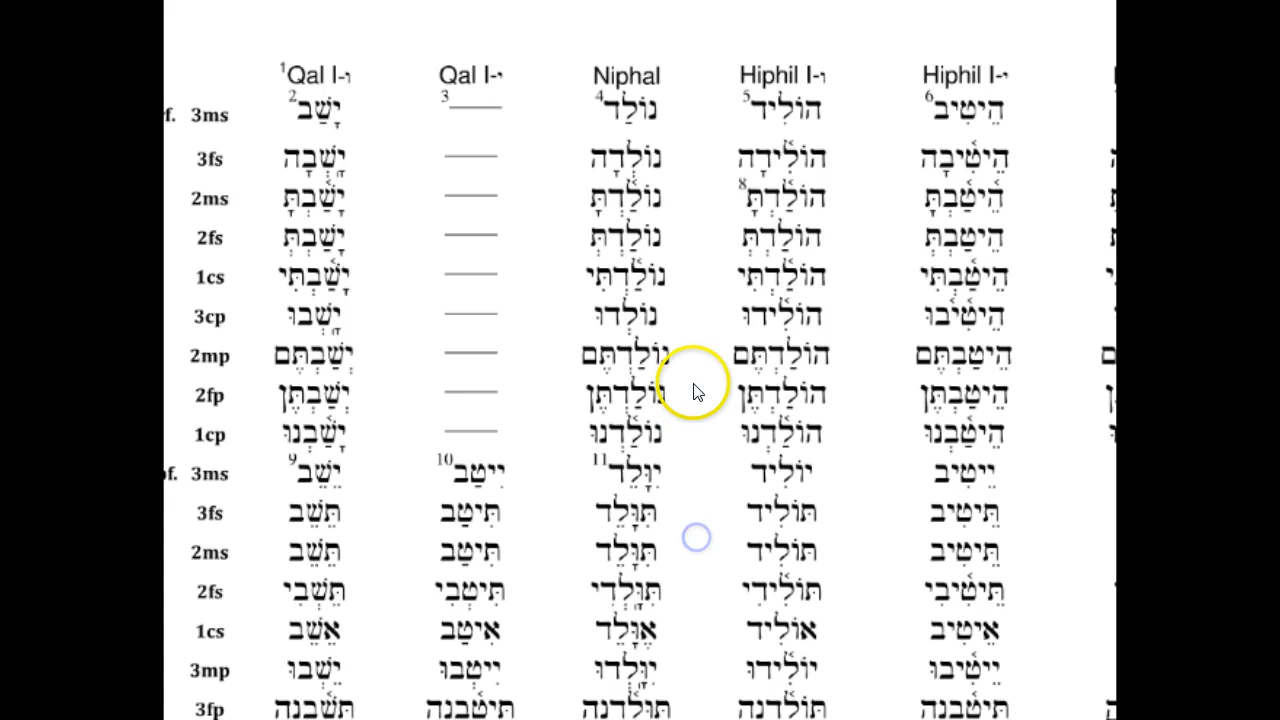 ¹Qal I-ו Qal I-י Niphal Hiphil I-ו Hiphil I-י
rf. 3ms ²יָשַׁב ³—— ⁴נוֹלַד ⁵הוֹלִיד ⁶הֵיטִיב
3fs יָֽשְׁבָה —— נוֹלְדָה הוֹלִ֫ידָה הֵיטִ֫יבָה
2ms יָשַׁ֫בְתָּ —— נוֹלַ֫דְתָּ ⁸הוֹלַ֫דְתָּ הֵיטַ֫בְתָּ
2fs יָשַׁבְתְּ —— נוֹלַדְתְּ הוֹלַדְתְּ הֵיטַבְתְּ
1cs יָשַׁ֫בְתִּי —— נוֹלַ֫דְתִּי הוֹלַ֫דְתִּי הֵיטַ֫בְתִּי
3cp יָֽשְׁבוּ —— נוֹלְדוּ הוֹלִ֫ידוּ הֵיטִ֫יבוּ
2mp יְשַׁבְתֶּם —— נוֹלַדְתֶּם הוֹלַדְתֶּם הֵיטַבְתֶּם
2fp יְשַׁבְתֶּן —— נוֹלַדְתֶּן הוֹלַדְתֶּן הֵיטַבְתֶּן
1cp יָשַׁ֫בְנוּ —— נוֹלַ֫דְנוּ הוֹלַ֫דְנוּ הֵיטַ֫בְנוּ
pf. 3ms ⁹יֵשֵׁב ¹⁰יִיטַב ¹¹יִוָּלֵד יוֹלִיד יֵיטִיב
3fs תֵּשֵׁב תִּיטַב תִּוָּלֵד תּוֹלִיד תֵּיטִיב
2ms תֵּשֵׁב תִּיטַב תִּוָּלֵד תּוֹלִיד תֵּיטִיב
2fs תֵּשְׁבִי תִּיטְבִי תִּוָּֽלְדִי תּוֹלִ֫ידִי תֵּיטִ֫יבִי
1cs אֵשֵׁב אִיטַב אִוָּלֵד אוֹלִיד אֵיטִיב
3mp יֵשְׁבוּ יִיטְבוּ יִוָּֽלְדוּ יוֹלִ֫ידוּ יֵיטִ֫יבוּ
3fp